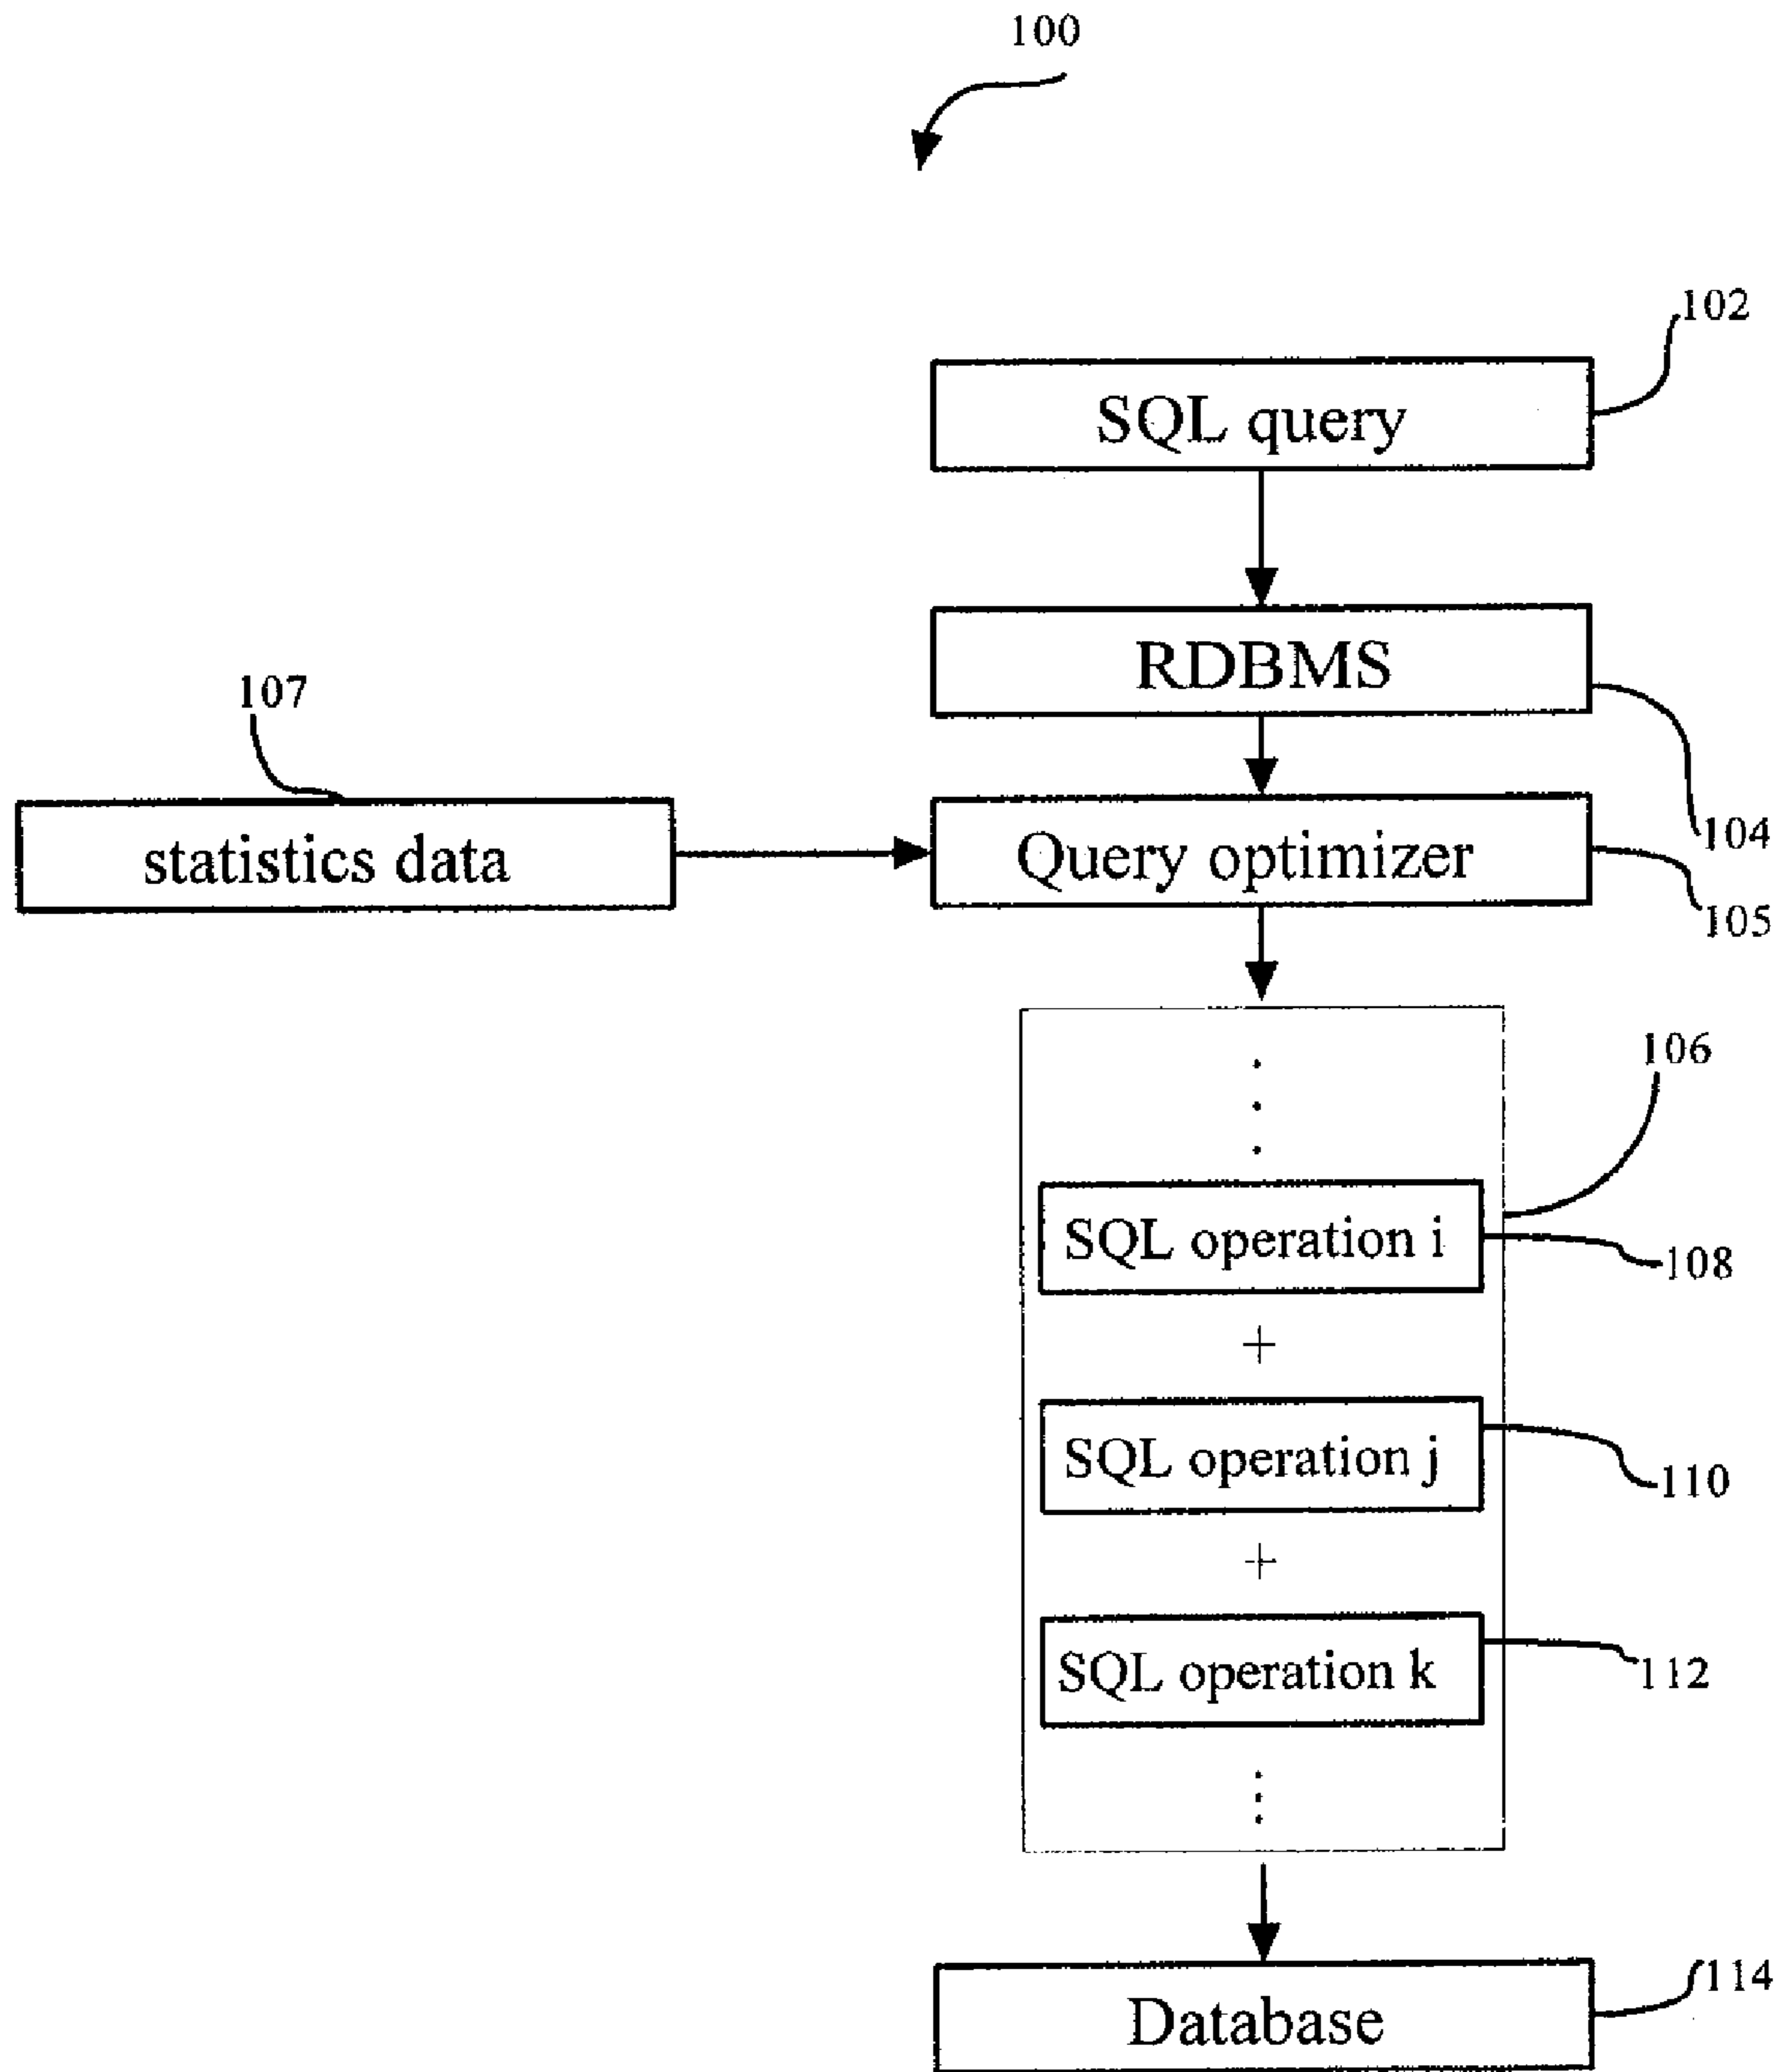 100
102
SQL query
RDBMS
107
104
statistics data
Query optimizer
105
106
SQL operation i
108
+
SQL operation j
110
+
SQL operation k
112
114
Database